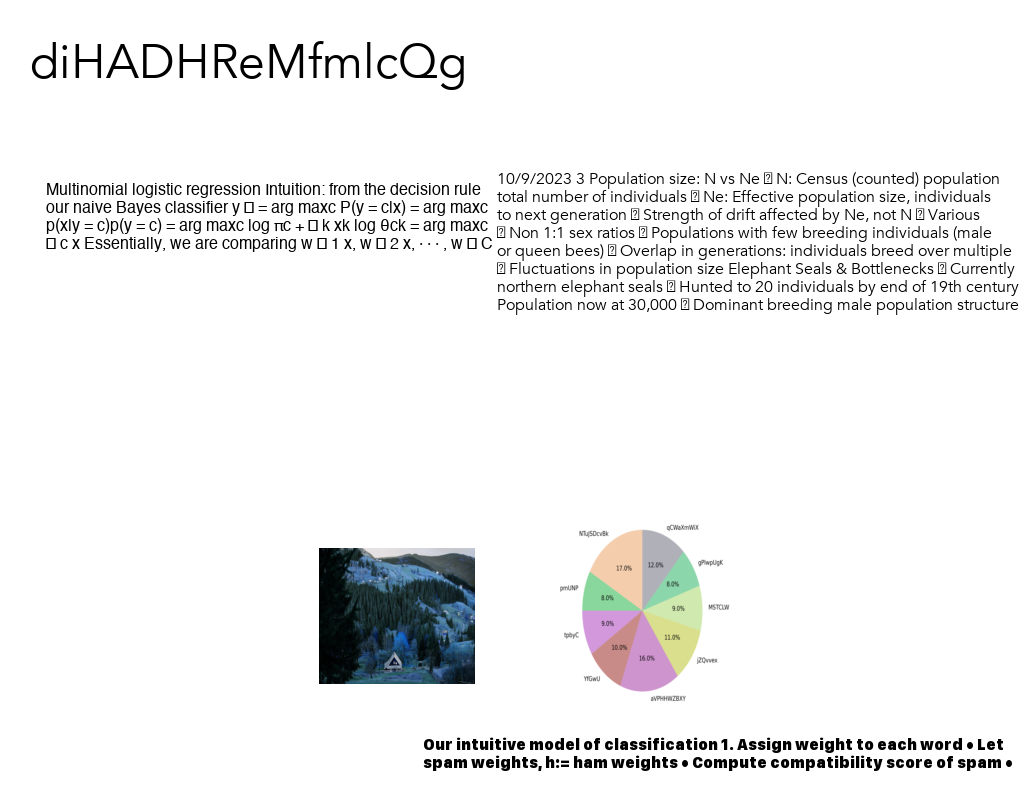 diHADHReMfmlcQg
Multinomial logistic regression Intuition: from the decision rule
our naive Bayes classifier y = arg maxc P(y = c|x) = arg maxc
p(x|y = c)p(y = c) = arg maxc log πc + k xk log θck = arg maxc
c x Essentially, we are comparing w 1 x, w 2 x, · · · , w C
10/9/2023 3 Population size: N vs Ne N: Census (counted) population
total number of individuals Ne: Effective population size, individuals
to next generation Strength of drift affected by Ne, not N Various
Non 1:1 sex ratios Populations with few breeding individuals (male
or queen bees) Overlap in generations: individuals breed over multiple
Fluctuations in population size Elephant Seals & Bottlenecks Currently
northern elephant seals Hunted to 20 individuals by end of 19th century
Population now at 30,000 Dominant breeding male population structure
qCWaXmWiX
NTuJSDcvBk
12.0%
17.0%
gPlwpUgK
8.0%
pmUNP
8.0%
9.0%
MSTCLW
tpbyC
9.0%
11.0%
10.0%
16.0%
jZQvvex
YfGwU
aVPHHWZBXY
Our intuitive model of classification 1. Assign weight to each word • Let
spam weights, h:= ham weights • Compute compatibility score of spam •